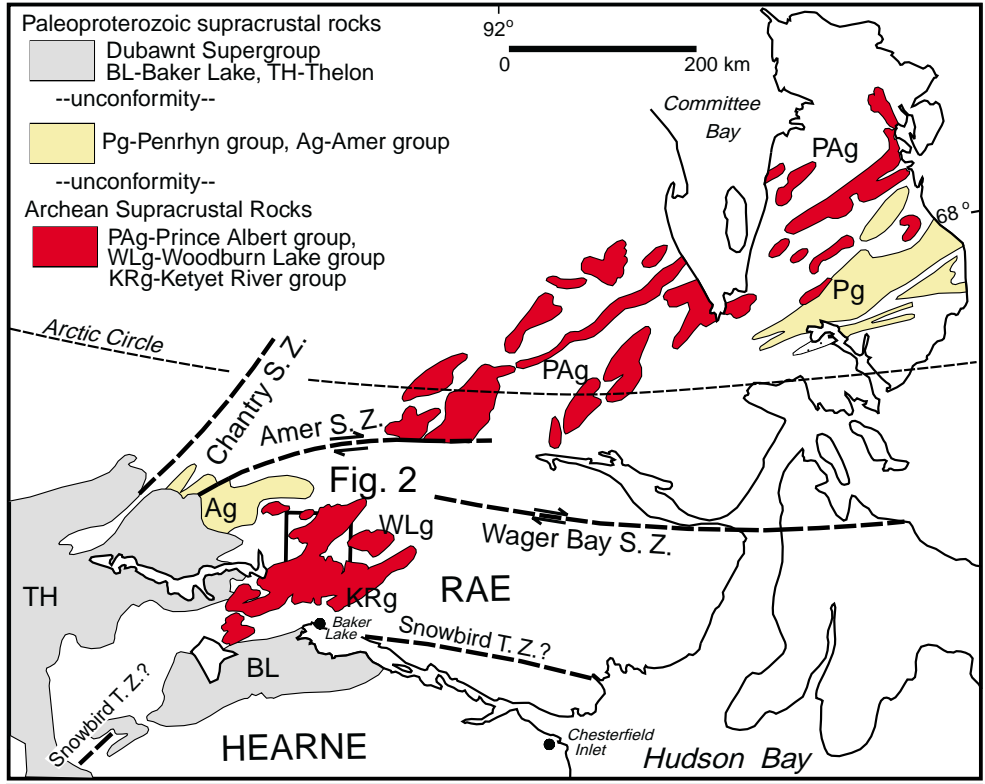 Paleoproterozoic supracrustal rocks
Dubawnt Supergroup
BL-Baker Lake, TH-Thelon
--unconformity--
Pg-Penrhyn group, Ag-Amer group
--unconformity--
Archean Supracrustal Rocks
PAg-Prince Albert group,
WLg-Woodburn Lake group
KRg-Ketyet River group
92°
0 200 km
Committee
Bay
PAg
68°
Pg
Arctic Circle
Chantry S. Z.
PAg
Amer S. Z.
Fig. 2
Ag
WLg
Wager Bay S. Z.
TH
KRg
RAE
Baker
Lake
Snowbird T. Z.?
BL
Snowbird T. Z.?
HEARNE
Chesterfield
Inlet
Hudson Bay